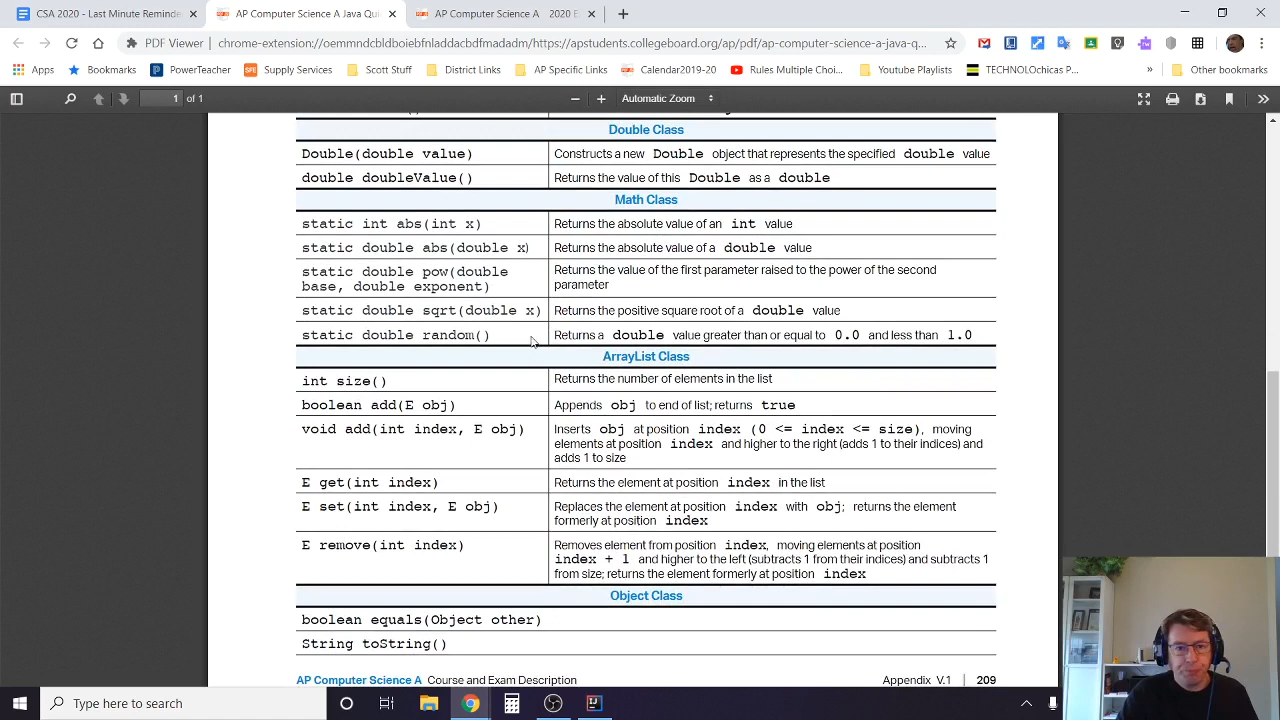 CSA 2020 - Last Minute Reminde
AP Computer Science A Java Qui
AP Computer Science A 2020 E
PDF Viewer
chrome-extension://oemmndcbldboiebfnladdacbdfmadadm/https://apstudents.collegeboard.org/ap/pdf/ap-computer-science-a-java-q...
Apps
Bookmarks
PowerTeacher
Supply Services
Scott Stuff
District Links
AP Specific Links
Calendar2019-20
Rules Multiple Choi...
Youtube Playlists
TECHNOLOchicas P...
»
Other bookmarks
1 of 1
Automatic Zoom
Double Class
Double(double value)
Constructs a new Double object that represents the specified double value
double doubleValue()
Returns the value of this Double as a double
Math Class
static int abs(int x)
Returns the absolute value of an int value
static double abs(double x)
Returns the absolute value of a double value
static double pow(double
base, double exponent)
Returns the value of the first parameter raised to the power of the second
parameter
static double sqrt(double x)
Returns the positive square root of a double value
static double random()
Returns a double value greater than or equal to 0.0 and less than 1.0
ArrayList Class
int size()
Returns the number of elements in the list
boolean add(E obj)
Appends obj to end of list; returns true
void add(int index, E obj)
Inserts obj at position index (0 <= index <= size), moving
elements at position index and higher to the right (adds 1 to their indices) and
adds 1 to size
E get(int index)
Returns the element at position index in the list
E set(int index, E obj)
Replaces the element at position index with obj; returns the element
formerly at position index
E remove(int index)
Removes element from position index, moving elements at position
index + 1 and higher to the left (subtracts 1 from their indices) and subtracts 1
from size; returns the element formerly at position index
Object Class
boolean equals(Object other)
String toString()
AP Computer Science A Course and Exam Description
Appendix V.1 | 209
Type here to search